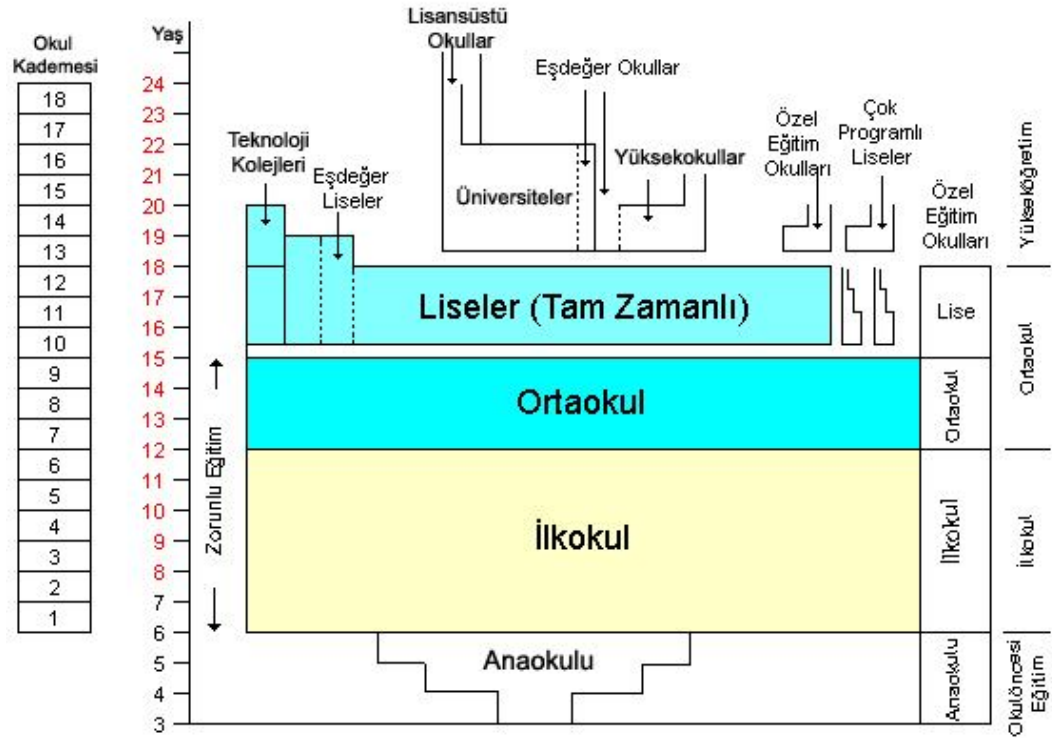 Okul
Kademesi
18
17
16
15
14
13
12
11
10
9
8
7
6
5
4
3
2
1
Yaş
24
23
22
21
20
19
18
17
16
15
14
13
12
11
10
9
8
7
6
5
4
3
Zorunlu Eğitim
Teknoloji
Kolejleri
Eşdeğer
Liseler
Lisansüstü
Okullar
Eşdeğer Okullar
Üniversiteler
Yüksekokullar
Özel
Eğitim
Okulları
Çok
Programlı
Liseler
Liseler (Tam Zamanlı)
Ortaokul
İlkokul
Anaokulu
Özel
Eğitim
Okulları
Lise
Ortaokul
İlkokul
Anaokulu
Yükseköğretim
Ortaokul
İlkokul
Okulöncesi
Eğitim